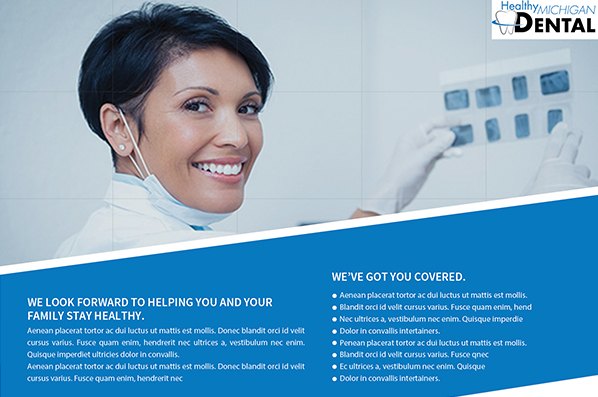 Healthy
MICHIGAN
DENTAL
WE LOOK FORWARD TO HELPING YOU AND YOUR
FAMILY STAY HEALTHY.
Aenean placerat tortor ac dui luctus ut mattis est mollis. Donec blandit orci id velit
cursus varius. Fusce quam enim, hendrerit nec ultrices a, vestibulum nec enim.
Quisque imperdiet ultricies dolor in convallis.
Aenean placerat tortor ac dui luctus ut mattis est mollis. Donec blandit orci id velit
cursus varius. Fusce quam enim, hendrerit nec
WE'VE GOT YOU COVERED.
Aenean placerat tortor ac dui luctus ut mattis est mollis.
Blandit orci id velit cursus varius. Fusce quam enim, hend
Nec ultrices a, vestibulum nec enim. Quisque imperdie
Dolor in convallis intertainers.
Penean placerat tortor ac dui luctus ut mattis est mollis.
Blandit orci id velit cursus varius. Fusce qnec
Ec ultrices a, vestibulum nec enim. Quisque
Dolor in convallis intertainers.